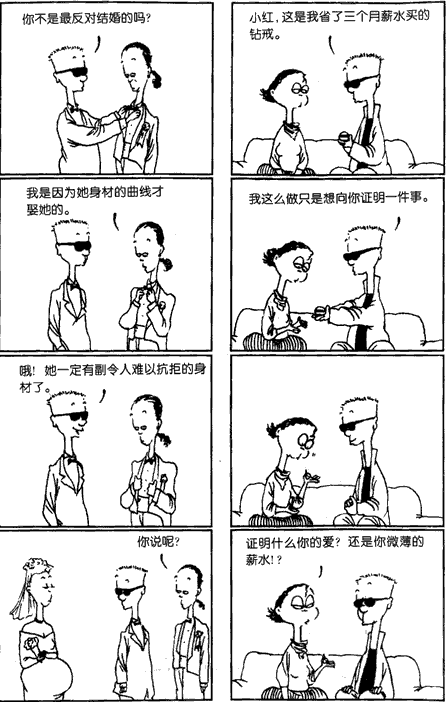 你不是最反对结婚的吗？
我是因为她身材的曲线才
娶她的。
哦！她一定有副令人难以抗拒的身
材了。
你说呢？
小红，这是我省了三个月薪水买的
钻戒。
我这么做只是想向你证明一件事。
证明什么你的爱？还是你微薄的
薪水！？